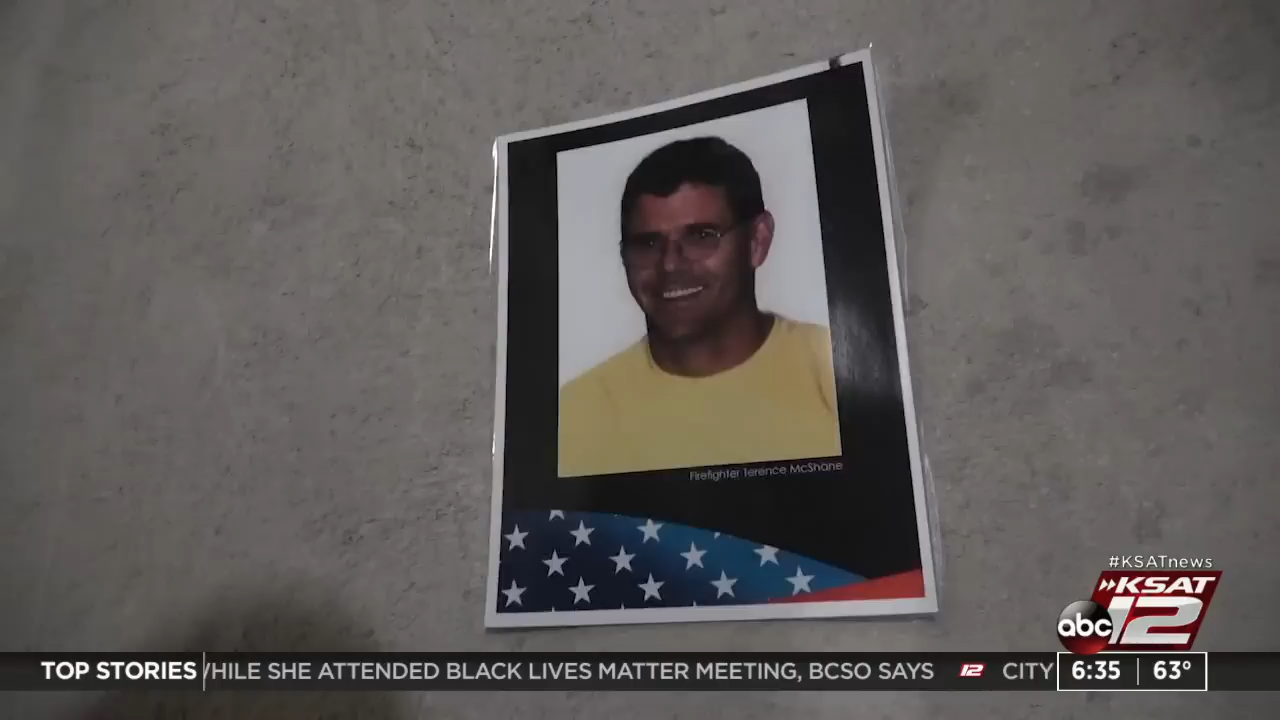 Firefighter Terence McShane
#KSATnews
KSAT
abc 12
TOP STORIES WHILE SHE ATTENDED BLACK LIVES MATTER MEETING, BCSO SAYS 12 CITY 6:35 63°